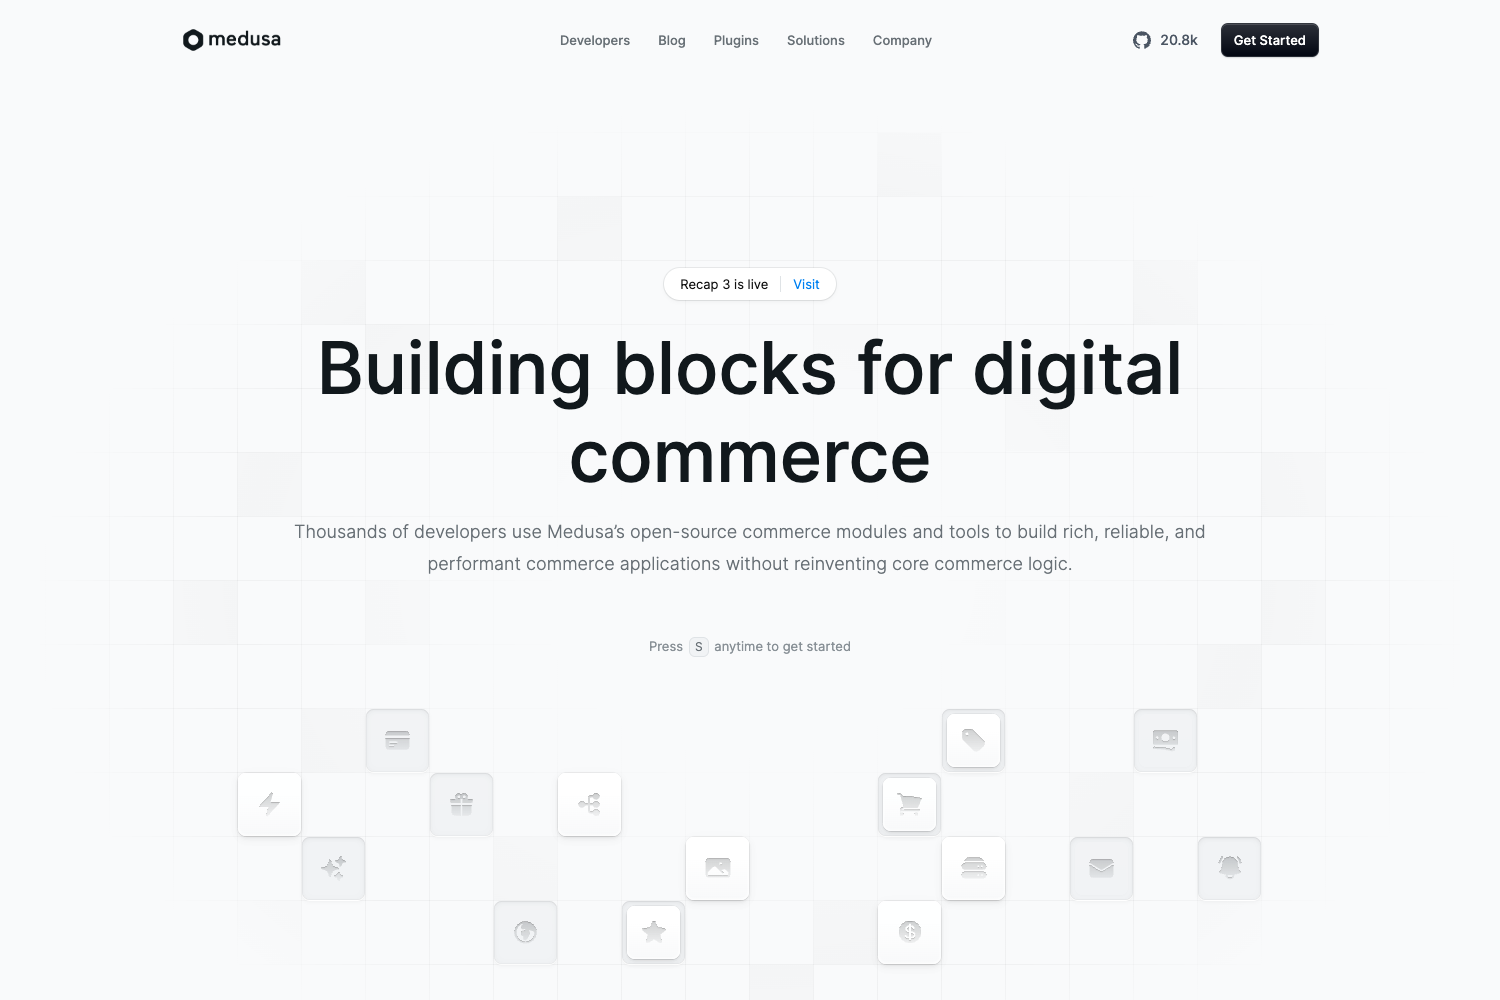 medusa
Developers Blog Plugins Solutions Company
20.8k
Get Started
Recap 3 is live Visit
Building blocks for digital
commerce
Thousands of developers use Medusa’s open-source commerce modules and tools to build rich, reliable, and
performant commerce applications without reinventing core commerce logic.
Press S anytime to get started